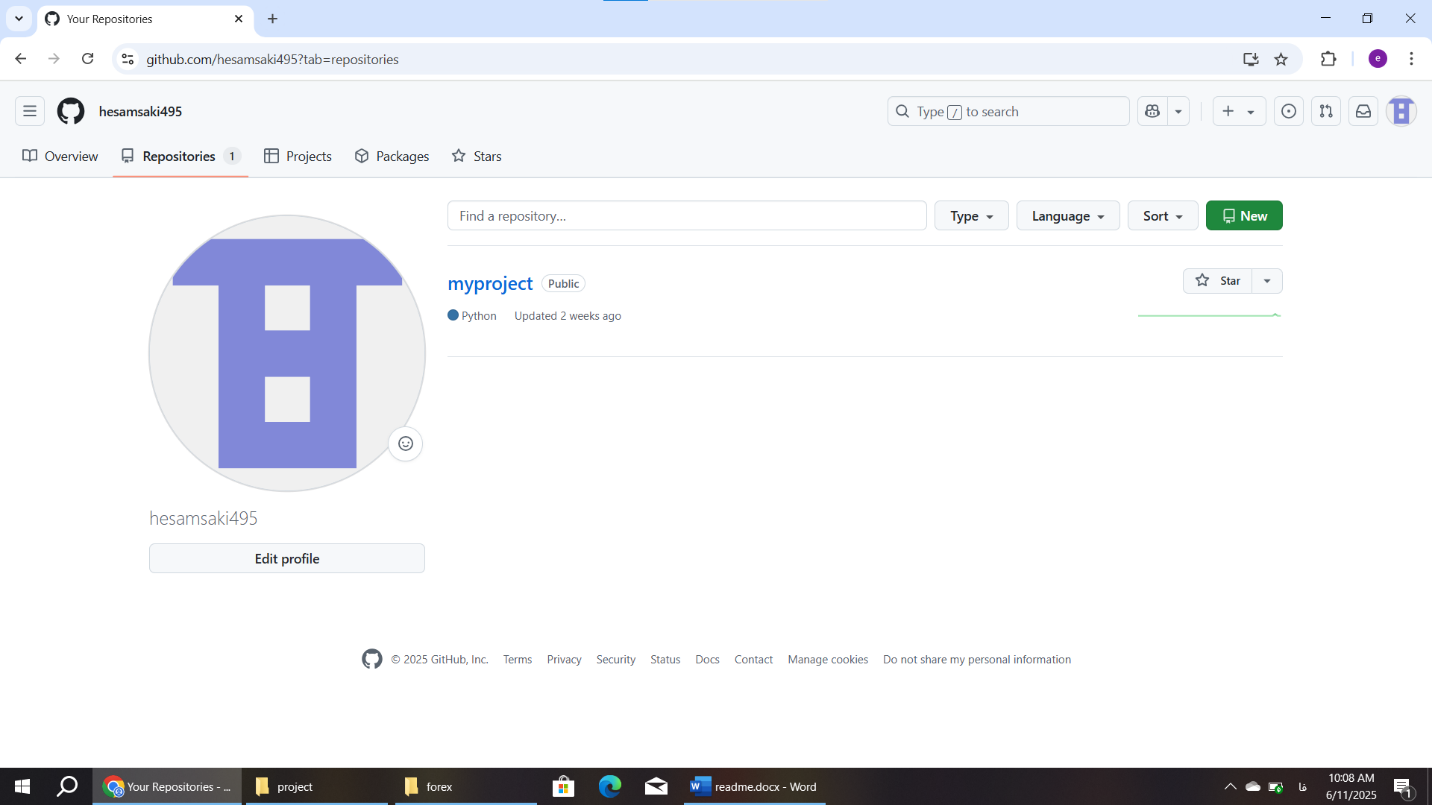 Your Repositories
github.com/hesamsaki495?tab=repositories
e
hesamsaki495
Type / to search
Overview
Repositories 1
Projects
Packages
Stars
Find a repository...
Type
Language
Sort
New
myproject Public
Star
Python Updated 2 weeks ago
hesamsaki495
Edit profile
© 2025 GitHub, Inc. Terms Privacy Security Status Docs Contact Manage cookies Do not share my personal information
Your Repositories - ...
project
forex
readme.docx - Word
فا
10:08 AM
6/11/2025
1